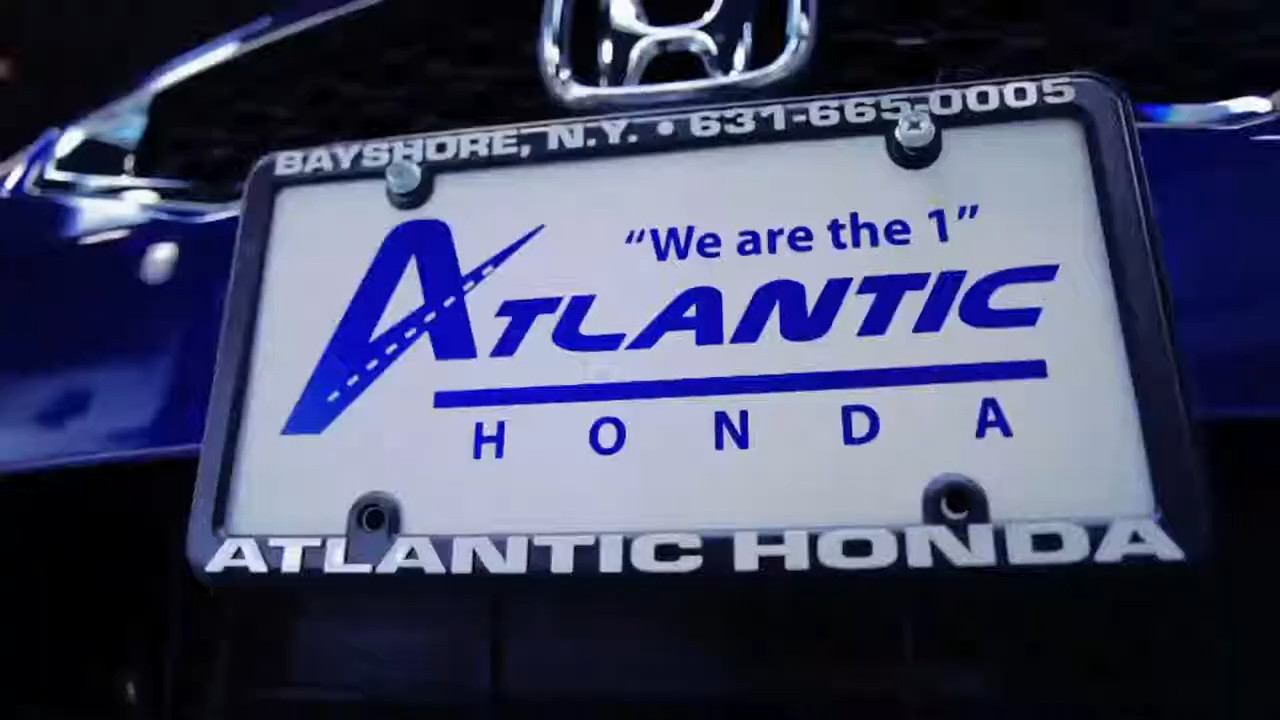 BAYSHORE, N.Y. • 631-665-0005
“We are the 1”
ATLANTIC
HONDA
ATLANTIC HONDA